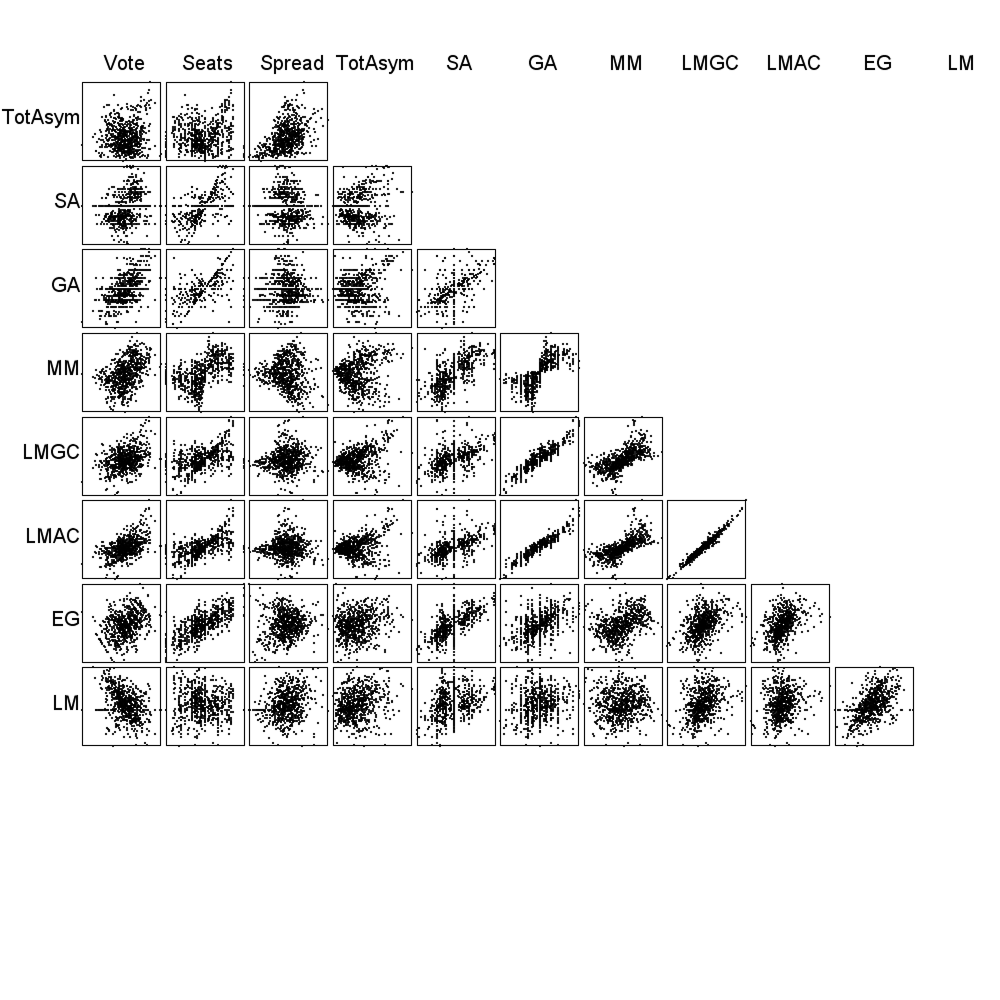 Vote Seats Spread TotAsym SA GA MM LMGC LMAC EG LM
TotAsym
SA
GA
MM
LMGC
LMAC
EG
LM